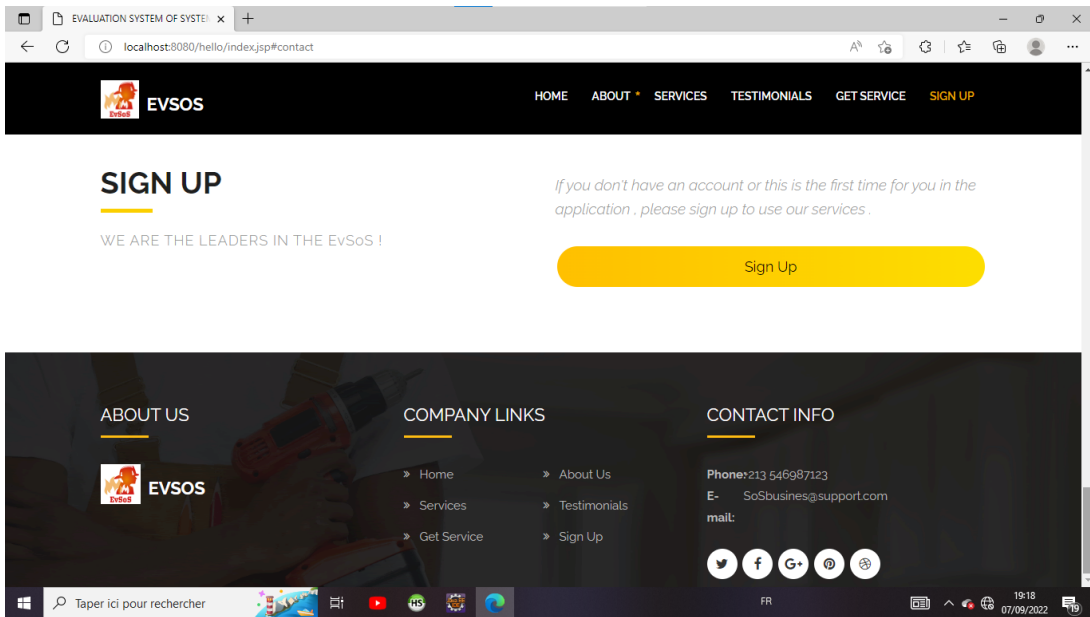 EVALUATION SYSTEM OF SYSTE
localhost:8080/hello/index.jsp#contact
EvSoS
EVSOS
HOME ABOUT * SERVICES TESTIMONIALS GET SERVICE SIGN UP
SIGN UP
WE ARE THE LEADERS IN THE EvSoS !
If you don't have an account or this is the first time for you in the
application , please sign up to use our services .
Sign Up
ABOUT US
EvSoS
EVSOS
COMPANY LINKS
» Home » About Us
» Services » Testimonials
» Get Service » Sign Up
CONTACT INFO
Phone:+213 546987123
E-mail: SoSbusines@support.com
Taper ici pour rechercher
HS
FR
19:18
07/09/2022
19